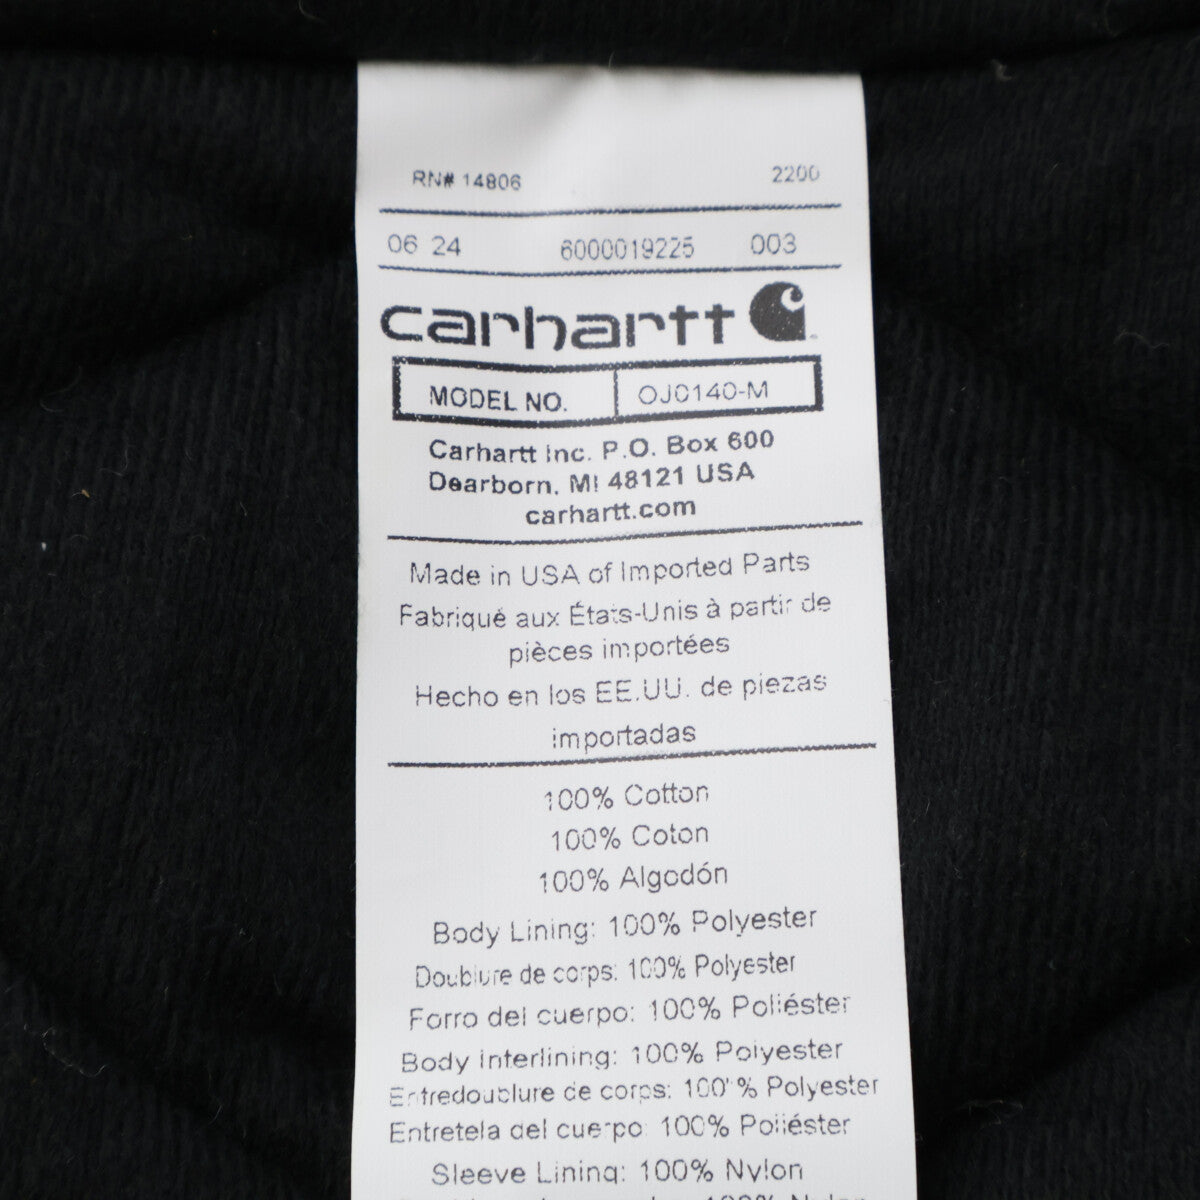 RN# 14806 2200
06 24 6000019225 003
carhartt
MODEL NO. OJ0140-M
Carhartt Inc. P.O. Box 600
Dearborn, MI 48121 USA
carhartt.com
Made in USA of Imported Parts
Fabriqué aux États-Unis à partir de
pièces importées
Hecho en los EE.UU. de piezas
importadas
100% Cotton
100% Coton
100% Algodón
Body Lining: 100% Polyester
Doublure de corps: 100% Polyester
Forro del cuerpo: 100% Poliéster
Body Interlining: 100% Polyester
Entredoublure de corps: 100% Polyester
Entretela del cuerpo: 100% Poliéster
Sleeve Lining: 100% Nylon
100% Nylon